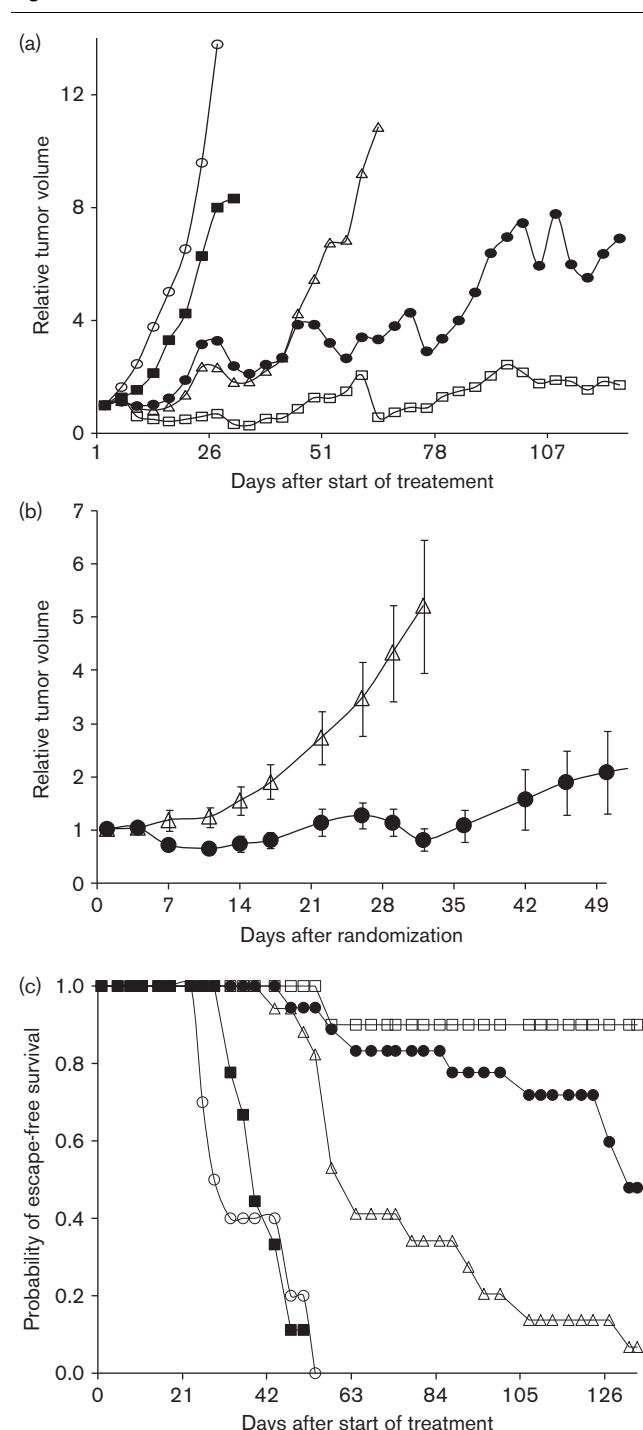 (a)
12
8
4
0
Relative tumor volume
1 26 51 78 107
Days after start of treatement
(b)
7
6
5
4
3
2
1
0
Relative tumor volume
0 7 14 21 28 35 42 49
Days after randomization
(c)
1.0
0.8
0.6
0.4
0.2
0.0
Probability of escape-free survival
0 21 42 63 84 105 126
Days after start of treatment